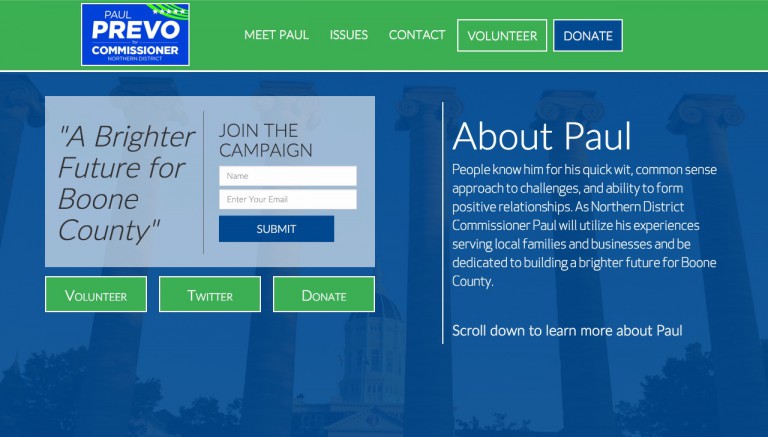 PAUL
PREVO
for
COMMISSIONER
NORTHERN DISTRICT
MEET PAUL
ISSUES
CONTACT
VOLUNTEER
DONATE
"A Brighter
Future for
Boone
County"
JOIN THE
CAMPAIGN
Name
Enter Your Email
SUBMIT
VOLUNTEER
TWITTER
DONATE
About Paul
People know him for his quick wit, common sense
approach to challenges, and ability to form
positive relationships. As Northern District
Commissioner Paul will utilize his experiences
serving local families and businesses and be
dedicated to building a brighter future for Boone
County.
Scroll down to learn more about Paul